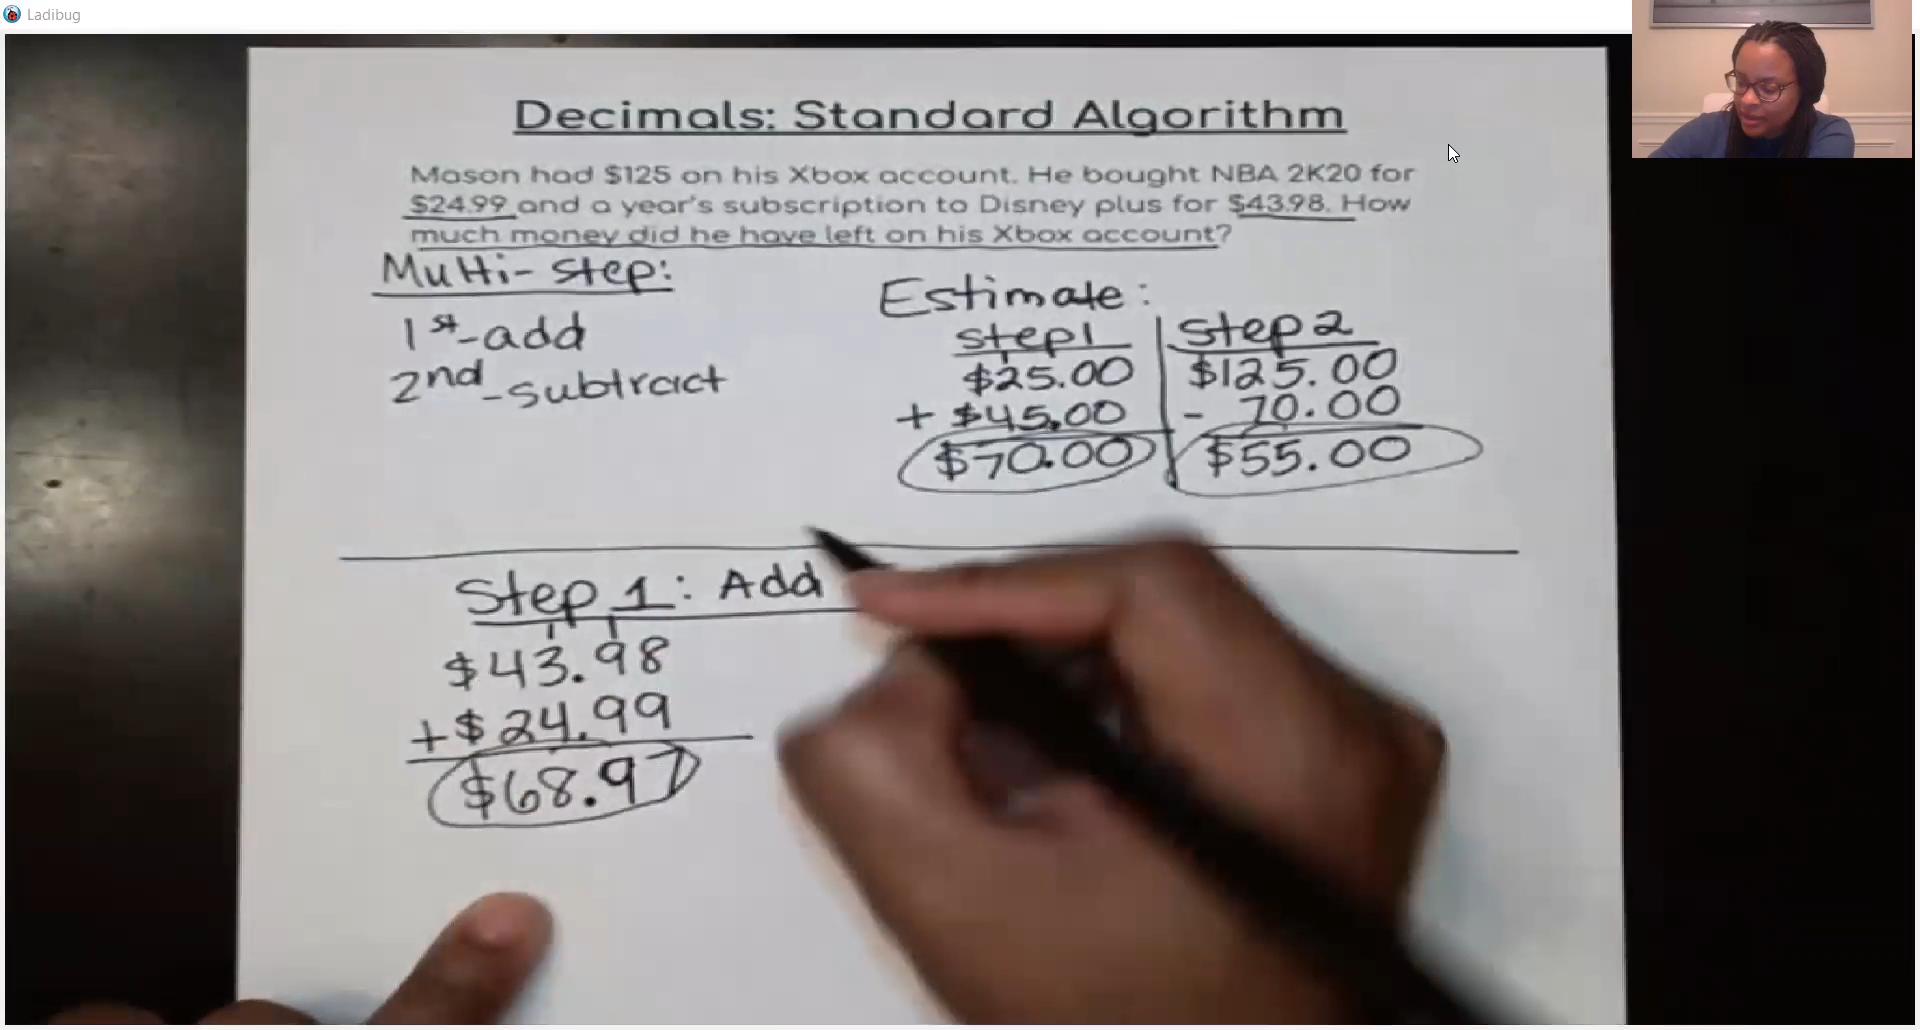 Ladibug
Decimals: Standard Algorithm
Mason had $125 on his Xbox account. He bought NBA 2K20 for
$24.99 and a year's subscription to Disney plus for $43.98. How
much money did he have left on his Xbox account?
Multi-step:
1st-add
2nd-subtract
Estimate:
step1
$25.00
+ $45.00
$70.00
step 2
$125.00
- 70.00
$55.00
Step 1: Add
$43.98
+$24.99
$68.97